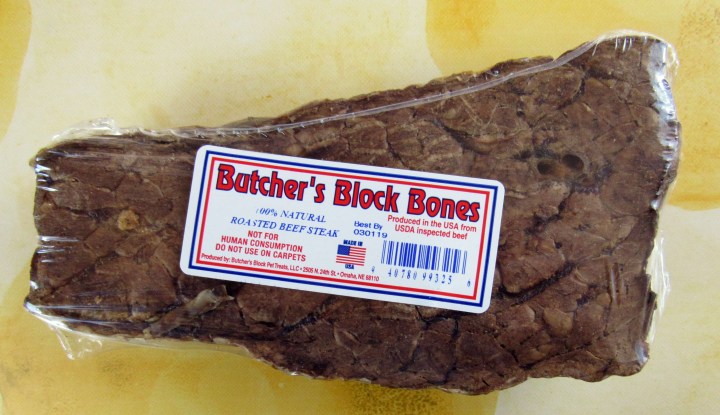 Butcher's Block Bones
100% NATURAL
ROASTED BEEF STEAK
NOT FOR
HUMAN CONSUMPTION
DO NOT USE ON CARPETS
Best By
030119
Produced in the USA from
USDA inspected beef
MADE IN
USA
4 40780 99325 6
Produced by: Butcher's Block Pet Treats, LLC • 2505 N. 24th St. • Omaha, NE 68110